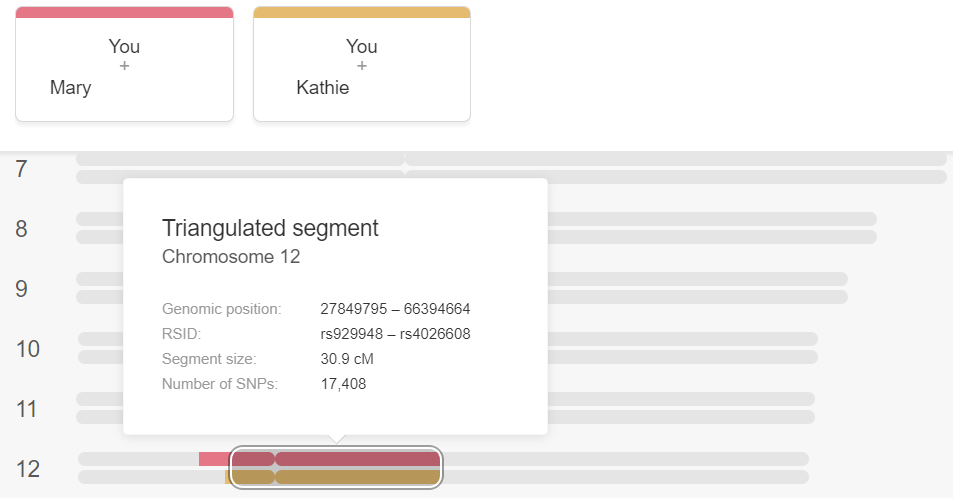 You
+
Mary
You
+
Kathie
7
8
9
10
11
12
Triangulated segment
Chromosome 12
Genomic position: 27849795 – 66394664
RSID: rs929948 – rs4026608
Segment size: 30.9 cM
Number of SNPs: 17,408